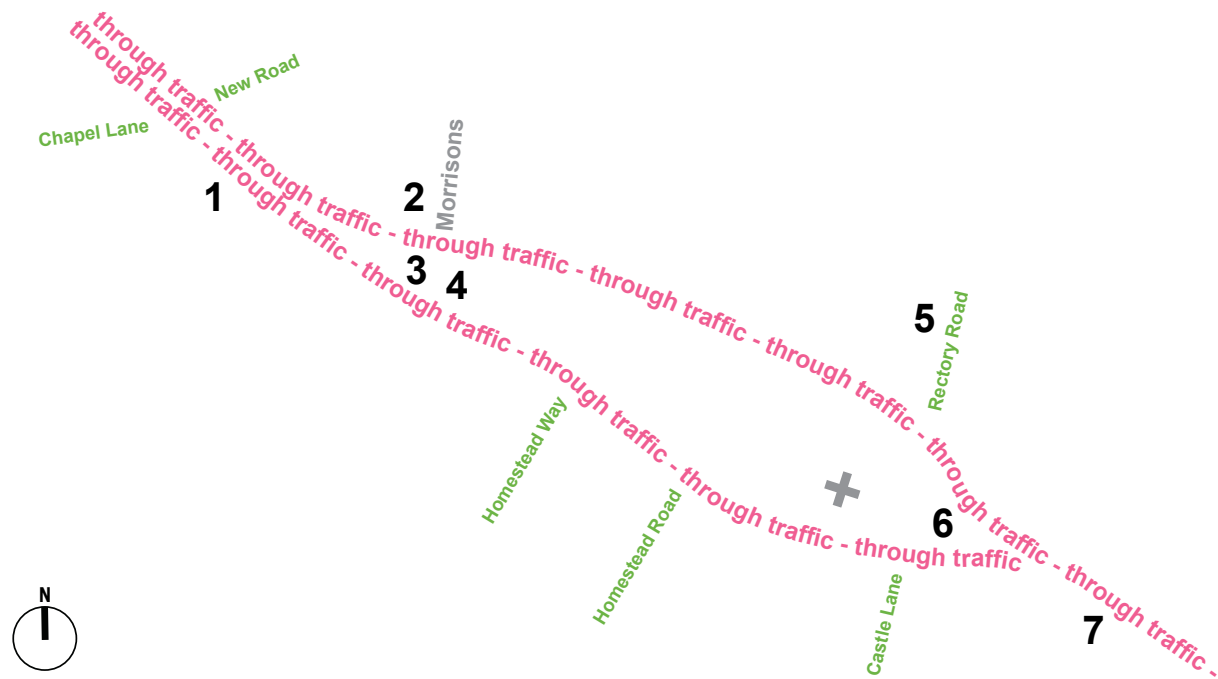 through traffic - through traffic - through traffic - through traffic - through traffic - through traffic - through traffic -
through traffic - through traffic - through traffic - through traffic - through traffic - through traffic
New Road
Chapel Lane
1
2
Morrisons
3
4
5
Rectory Road
Homestead Way
Homestead Road
6
Castle Lane
7
N